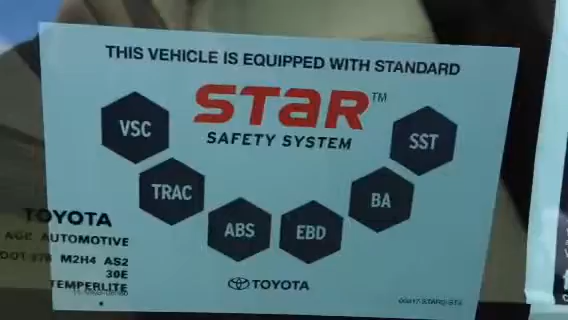 THIS VEHICLE IS EQUIPPED WITH STANDARD
STAR™
SAFETY SYSTEM
VSC
SST
TRAC
BA
ABS
EBD
TOYOTA
TOYOTA
AUTOMOTIVE
M2H4 AS2
30E
TEMPERLITE